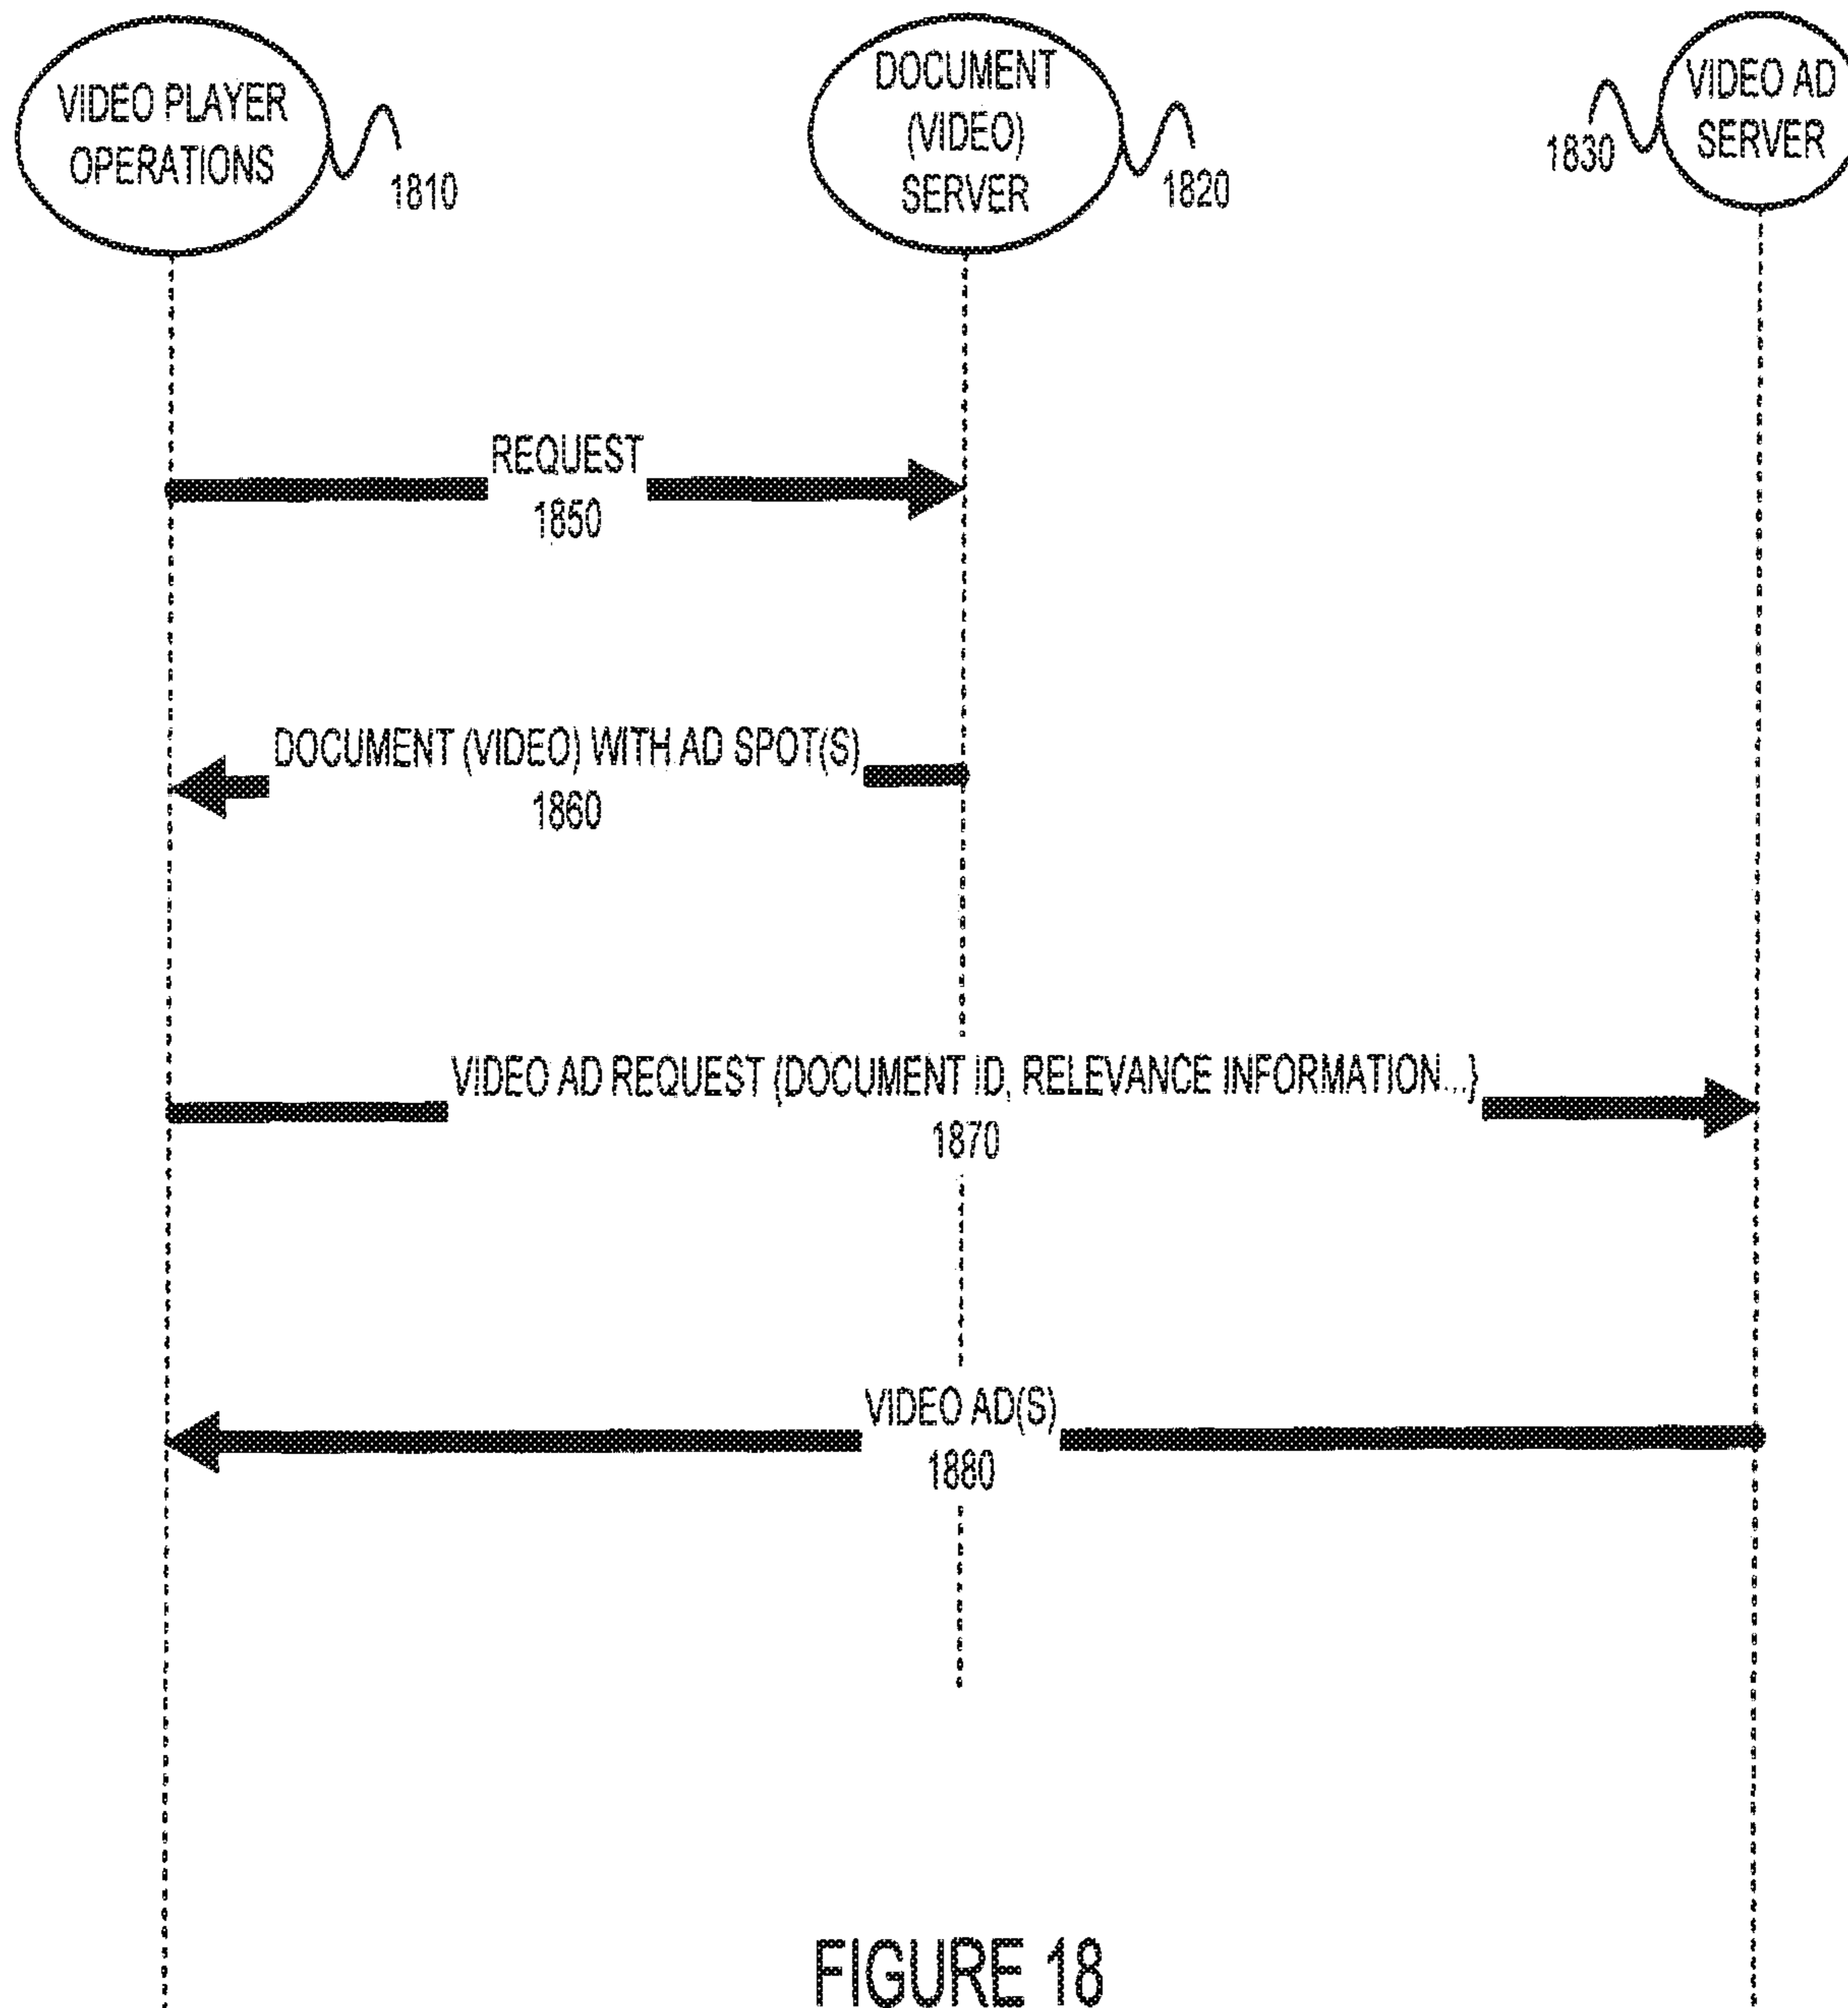 VIDEO PLAYER
OPERATIONS
1810
DOCUMENT
(VIDEO)
SERVER
1820
VIDEO AD
SERVER
1830
REQUEST
1850
DOCUMENT (VIDEO) WITH AD SPOT(S)
1860
VIDEO AD REQUEST {DOCUMENT ID, RELEVANCE INFORMATION...}
1870
VIDEO AD(S)
1880
FIGURE 18